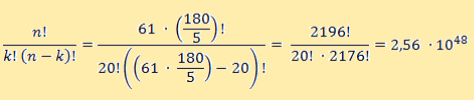 n! / k! (n − k)! = 61 · (180/5)! / 20! ((61 · 180/5) − 20)! = 2196! / 20! · 2176! = 2,56 · 10^48